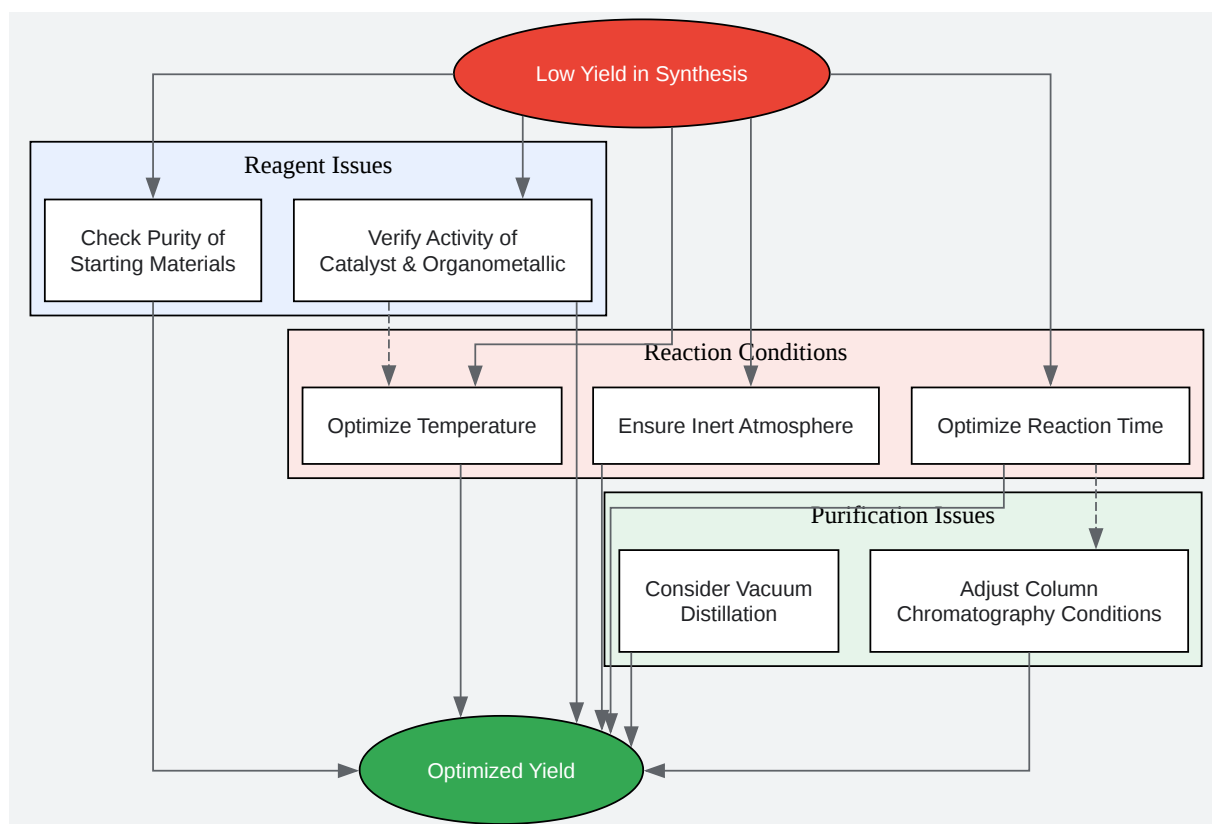 Low Yield in Synthesis
Reagent Issues
Check Purity of
Starting Materials
Verify Activity of
Catalyst & Organometallic
Reaction Conditions
Optimize Temperature
Ensure Inert Atmosphere
Optimize Reaction Time
Purification Issues
Consider Vacuum
Distillation
Adjust Column
Chromatography Conditions
Optimized Yield